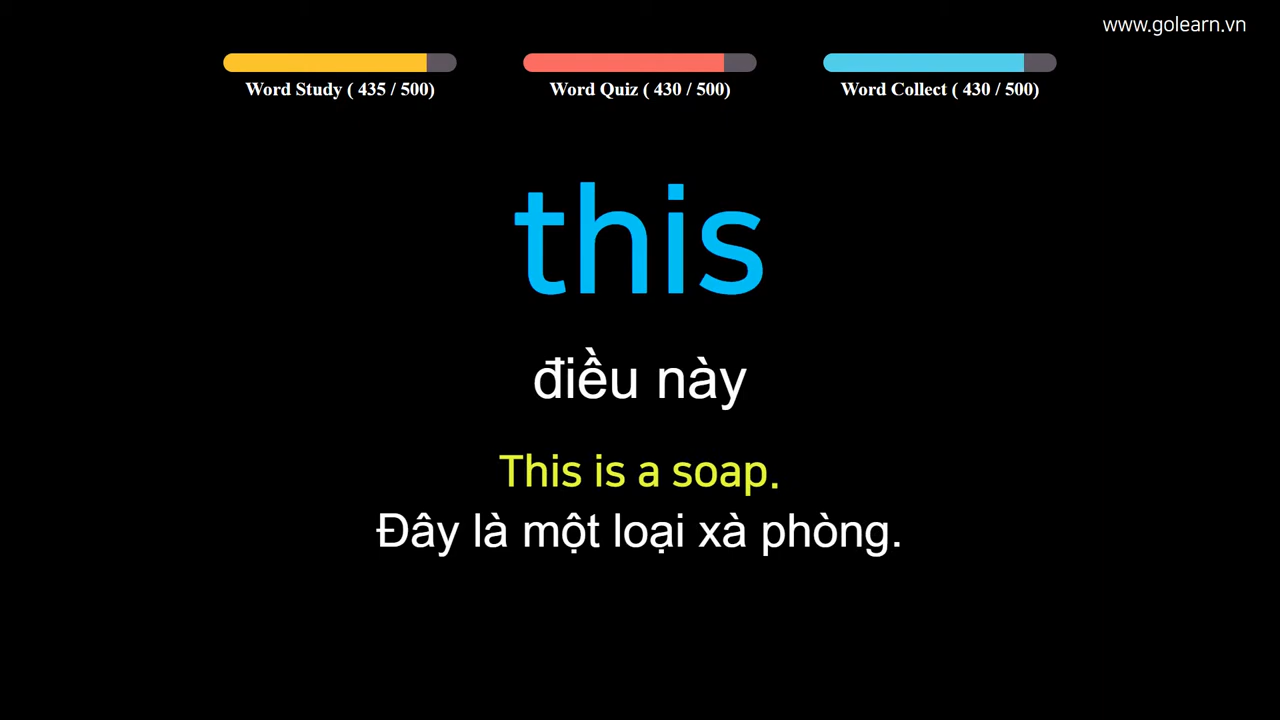 www.golearn.vn
Word Study ( 435 / 500)
Word Quiz ( 430 / 500)
Word Collect ( 430 / 500)
this
điều này
This is a soap.
Đây là một loại xà phòng.